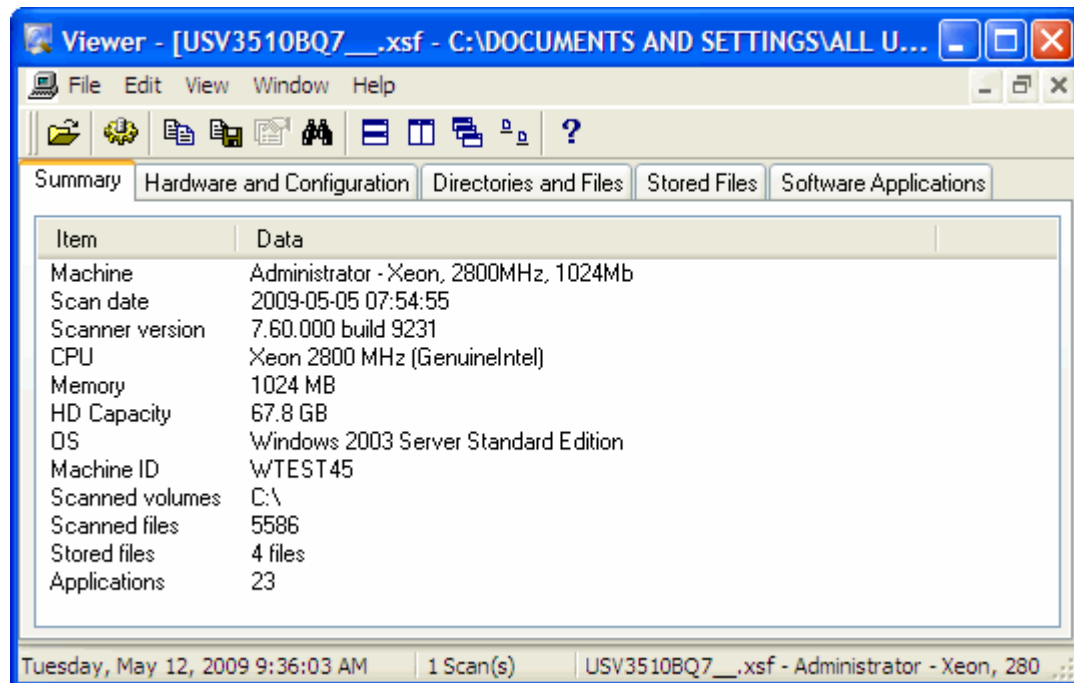 Viewer - [USV3510BQ7__.xsf - C:\DOCUMENTS AND SETTINGS\ALL U...
File Edit View Window Help
?
Summary Hardware and Configuration Directories and Files Stored Files Software Applications
Item Data
Machine Administrator - Xeon, 2800MHz, 1024Mb
Scan date 2009-05-05 07:54:55
Scanner version 7.60.000 build 9231
CPU Xeon 2800 MHz (GenuineIntel)
Memory 1024 MB
HD Capacity 67.8 GB
OS Windows 2003 Server Standard Edition
Machine ID WTEST45
Scanned volumes C:\
Scanned files 5586
Stored files 4 files
Applications 23
Tuesday, May 12, 2009 9:36:03 AM 1 Scan(s) USV3510BQ7__.xsf - Administrator - Xeon, 280